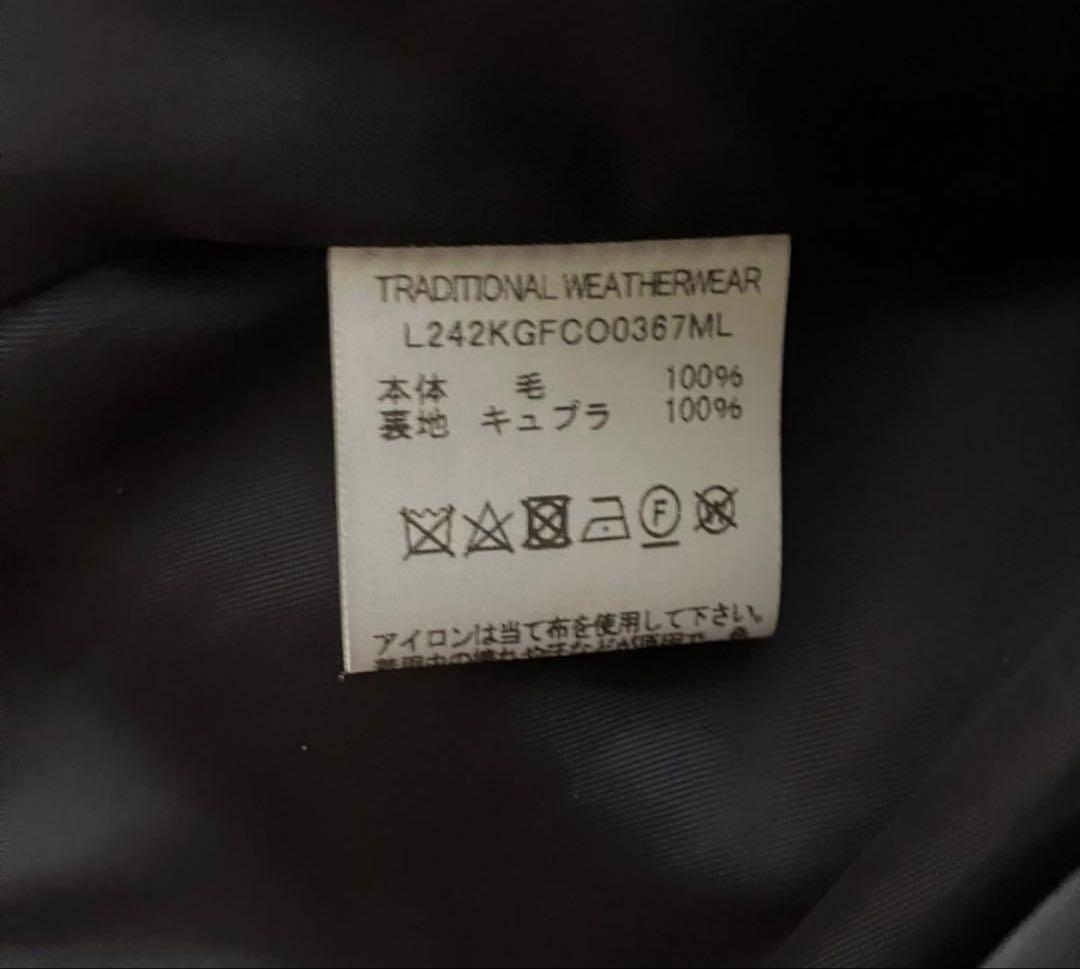 TRADITIONAL WEATHERWEAR
L242KGFCO0367ML
本体 毛 100%
裏地 キュプラ 100%
F
W
アイロンは当て布を使用して下さい。